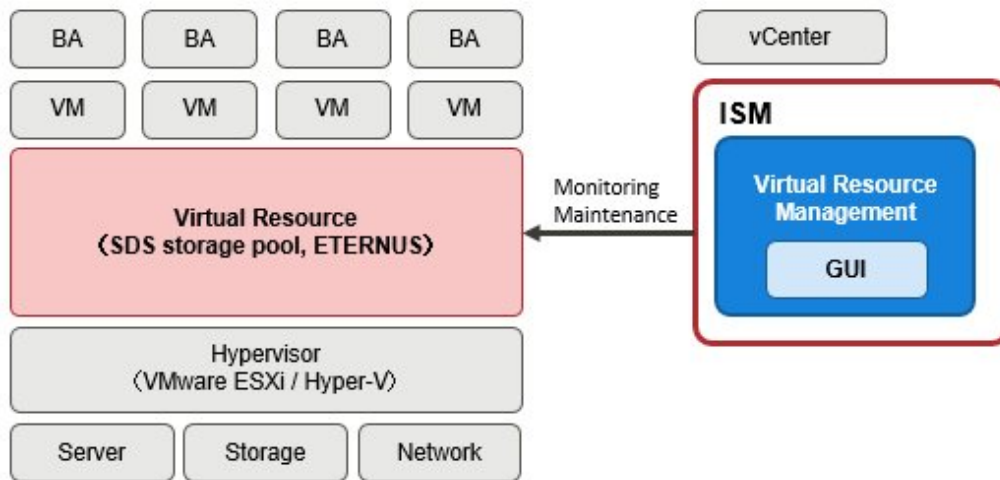 BA
BA
BA
BA
vCenter
VM
VM
VM
VM
ISM
Virtual Resource
Management
GUI
Monitoring
Maintenance
Virtual Resource
（SDS storage pool, ETERNUS）
Hypervisor
（VMware ESXi / Hyper-V）
Server
Storage
Network